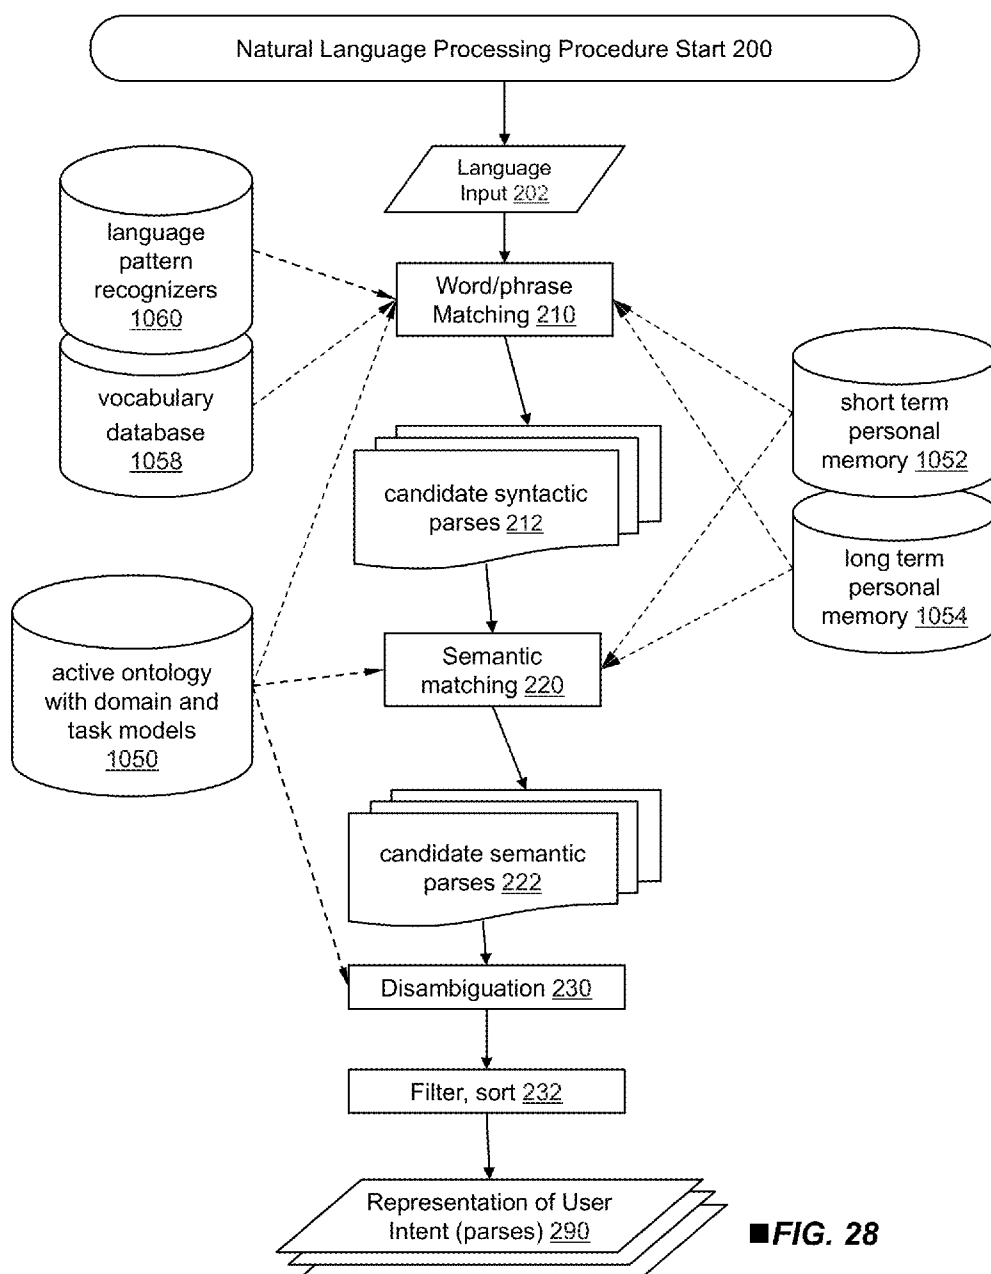 Natural Language Processing Procedure Start 200
Language
Input 202
language
pattern
recognizers
1060
Word/phrase
Matching 210
vocabulary
database
1058
short term
personal
memory 1052
candidate syntactic
parses 212
long term
personal
memory 1054
active ontology
with domain and
task models
1050
Semantic
matching 220
candidate semantic
parses 222
Disambiguation 230
Filter, sort 232
Representation of User
Intent (parses) 290
■FIG. 28